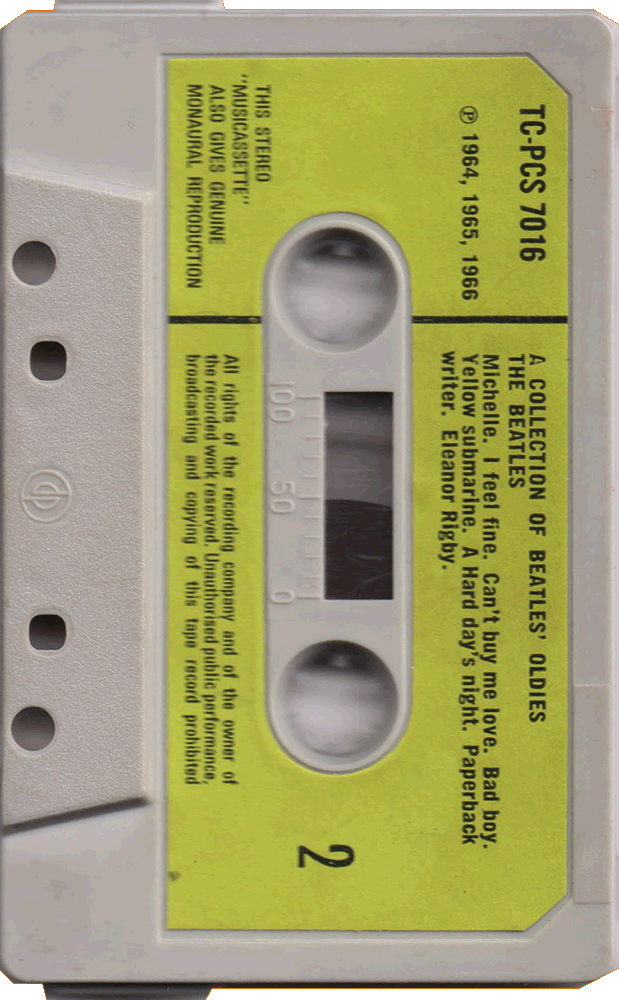 TC-PCS 7016
℗ 1964, 1965, 1966
A COLLECTION OF BEATLES' OLDIES
THE BEATLES
Michelle. I feel fine. Can't buy me love. Bad boy.
Yellow submarine. A Hard day's night. Paperback
writer. Eleanor Rigby.
2
100 50 0
THIS STEREO
"MUSICASSETTE"
ALSO GIVES GENUINE
MONAURAL REPRODUCTION
All rights of the recording company and of the owner of
the recorded work reserved. Unauthorised public performance,
broadcasting and copying of this tape record prohibited